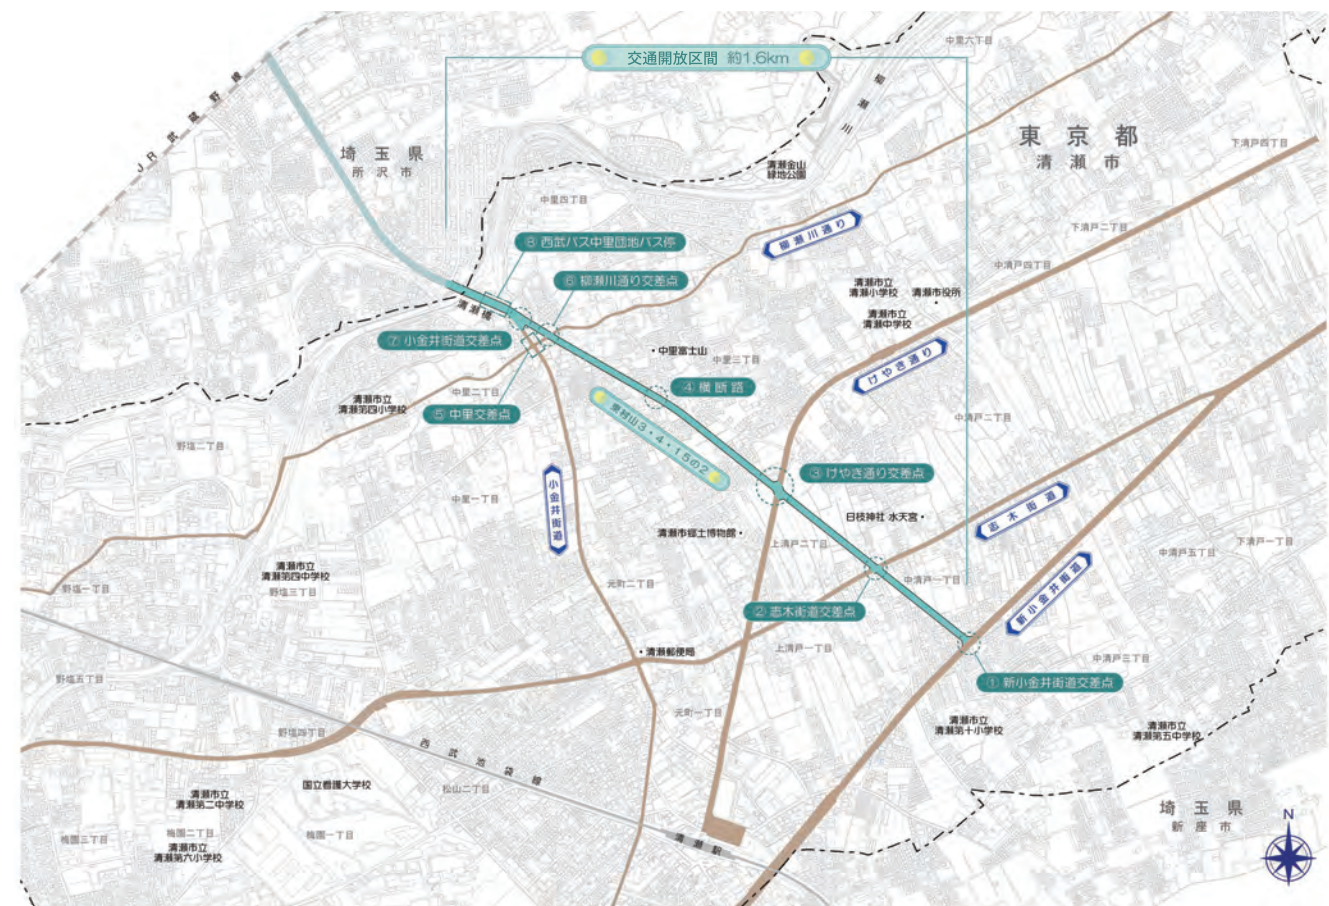 中里六丁目
交通開放区間 約1.6km
JR武蔵野線
柳瀬川
東京都
清瀬市
下清戸四丁目
埼玉県
所沢市
清瀬金山
緑地公園
中里四丁目
柳瀬川通り
下清戸二丁目
⑧ 西武バス中里団地バス停
中清戸四丁目
⑥ 柳瀬川通り交差点
清瀬市立
清瀬小学校
清瀬市役所
清瀬橋
清瀬市立
清瀬中学校
⑦ 小金井街道交差点
・中里富士山
中里三丁目
けやき通り
④ 横断路
中里二丁目
清瀬市立
清瀬第四小学校
⑤ 中里交差点
東村山3・4・15の2
中清戸二丁目
野塩二丁目
③ けやき通り交差点
小金井街道
中里一丁目
志木街道
日枝神社 水天宮・
清瀬市郷土博物館・
上清戸二丁目
中清戸五丁目
下清戸一丁目
清瀬市立
清瀬第四中学校
野塩一丁目
野塩三丁目
元町二丁目
中清戸一丁目
新小金井街道
② 志木街道交差点
・清瀬郵便局
上清戸一丁目
中清戸三丁目
野塩五丁目
① 新小金井街道交差点
元町一丁目
清瀬市立
清瀬第十小学校
清瀬市立
清瀬第五中学校
野塩四丁目
西武池袋線
国立看護大学校
松山二丁目
清瀬市立
清瀬第二中学校
埼玉県
新座市
N
梅園三丁目
梅園二丁目
梅園一丁目
清瀬市立
清瀬第六小学校
清瀬駅